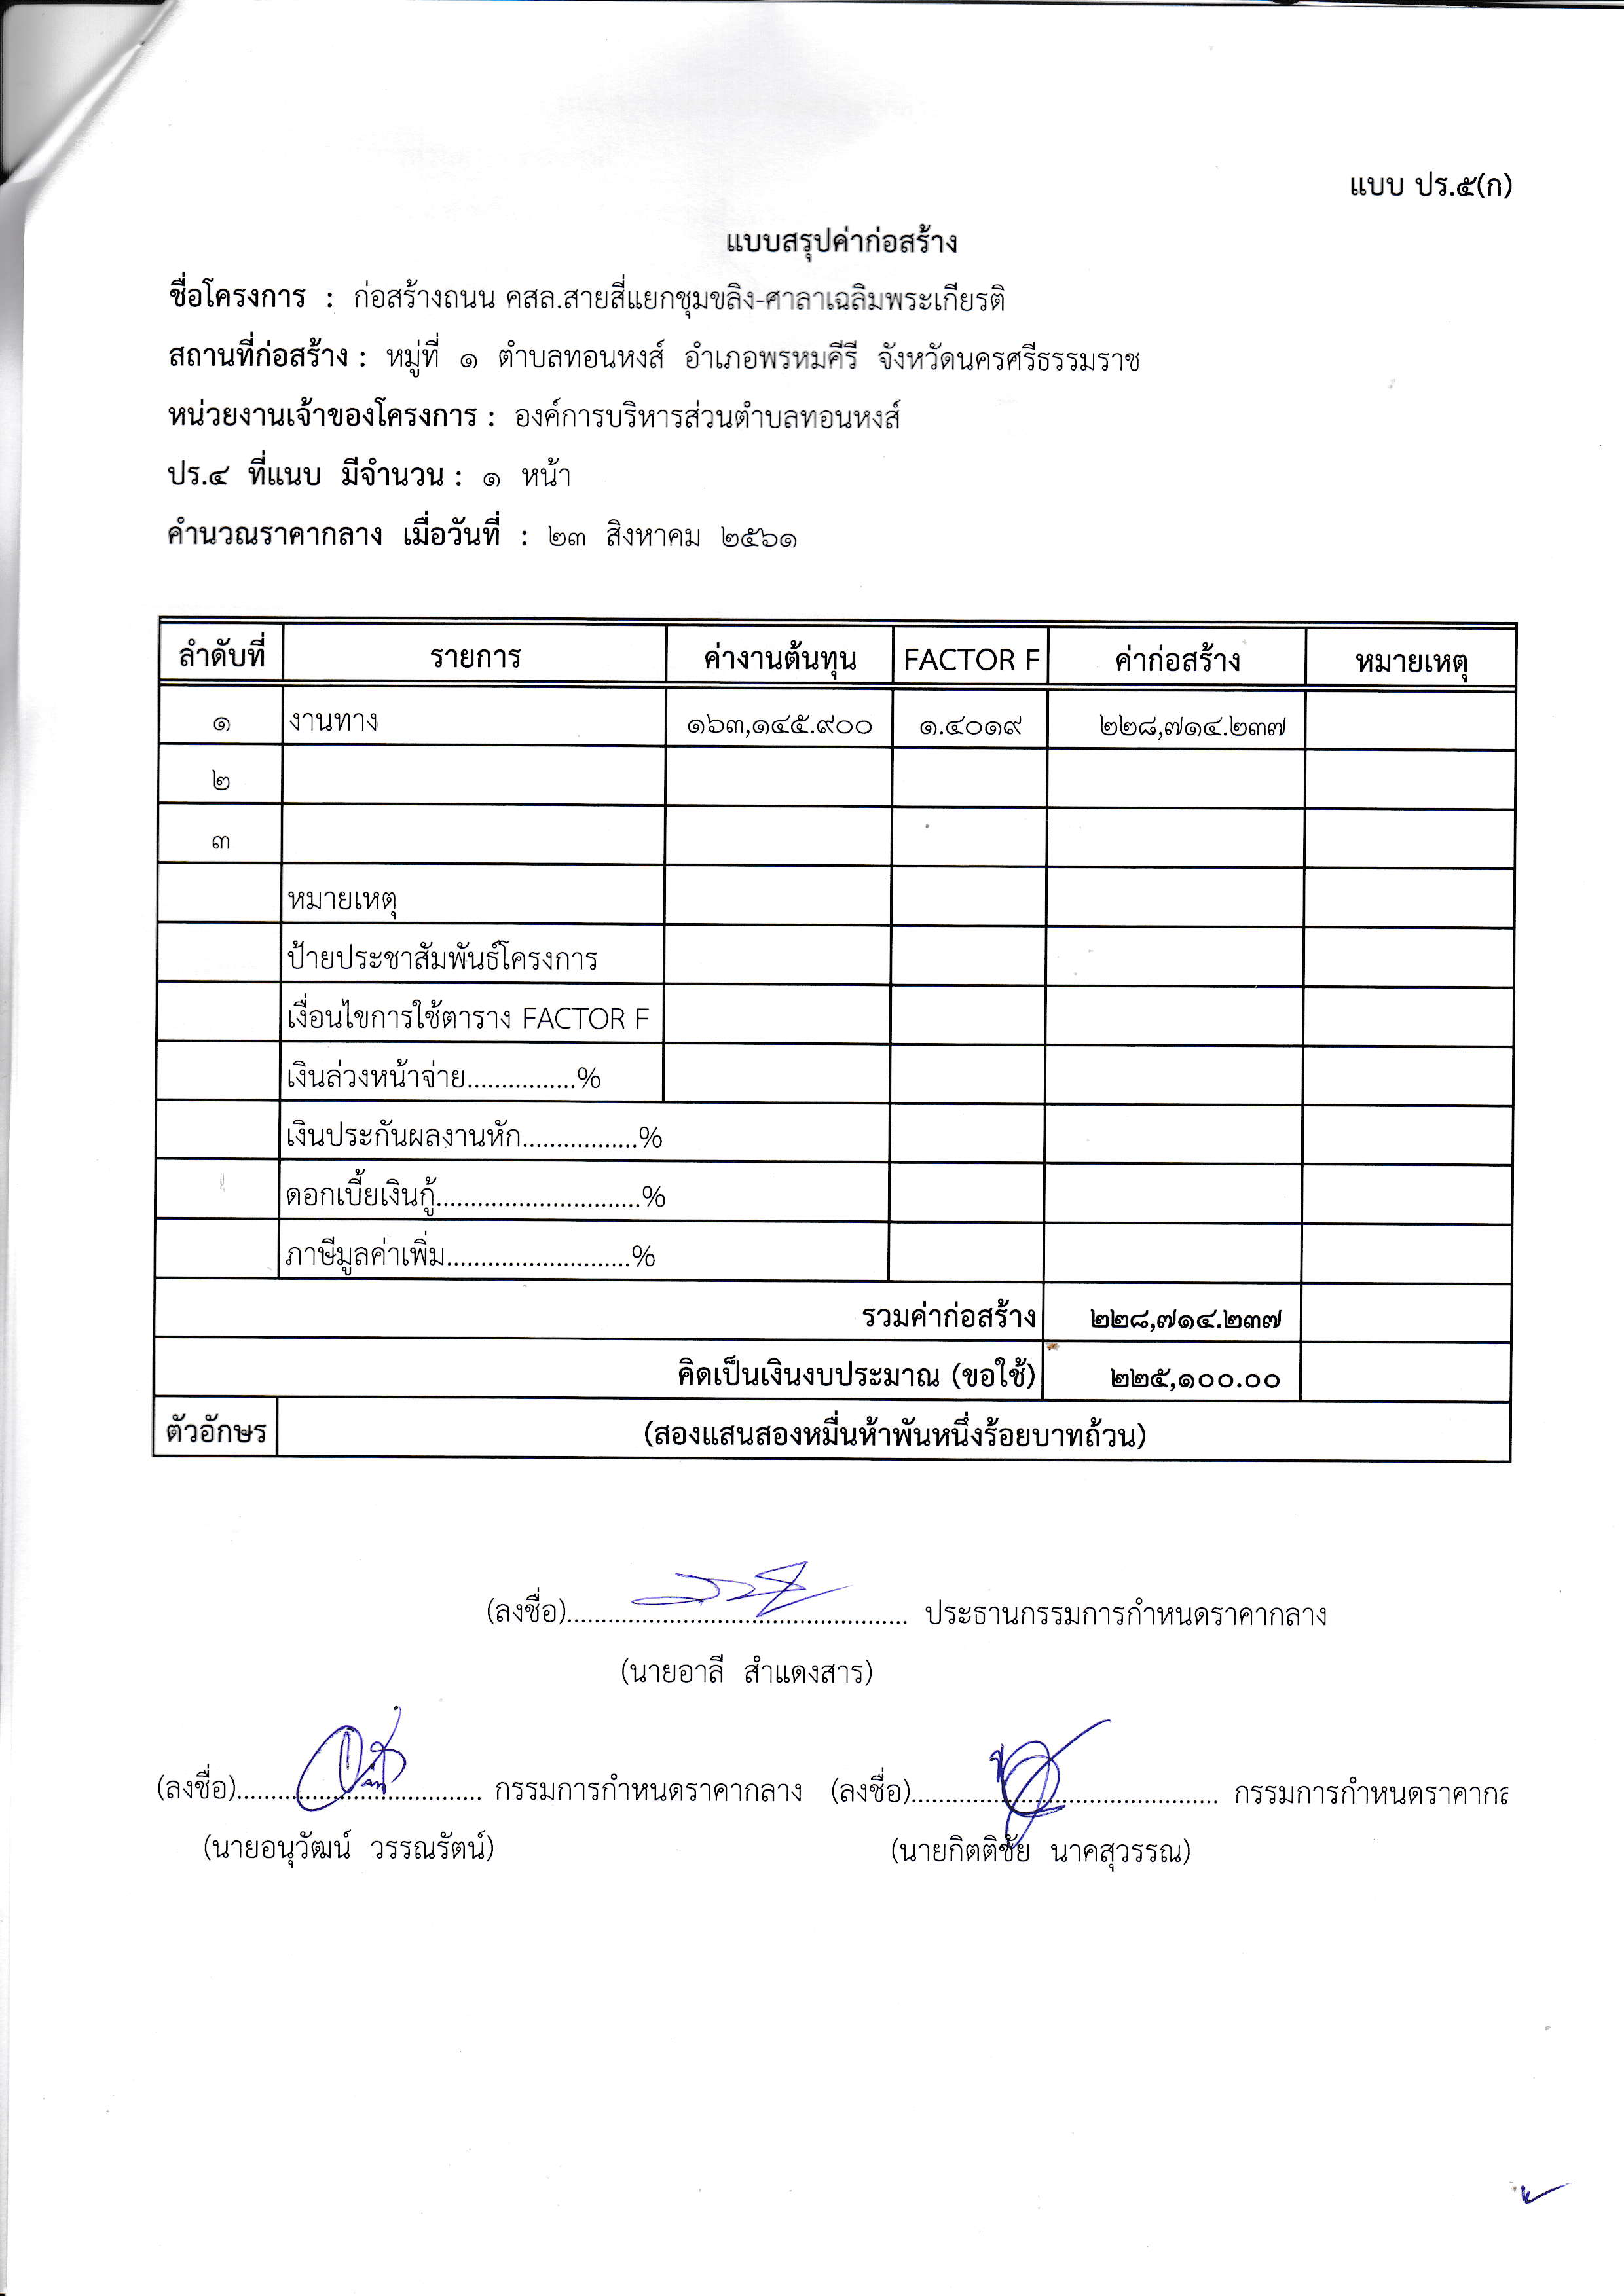 แบบ ปร.๕(ก)
แบบสรุปค่าก่อสร้าง
ชื่อโครงการ : ก่อสร้างถนน คสล.สายสี่แยกชุมขลิง-ศาลาเฉลิมพระเกียรติ
สถานที่ก่อสร้าง : หมู่ที่ ๑ ตำบลทอนหงส์ อำเภอพรหมคีรี จังหวัดนครศรีธรรมราช
หน่วยงานเจ้าของโครงการ : องค์การบริหารส่วนตำบลทอนหงส์
ปร.๔ ที่แนบ มีจำนวน : ๑ หน้า
คำนวณราคากลาง เมื่อวันที่ : ๒๓ สิงหาคม ๒๕๖๑
ลำดับที่ รายการ ค่างานต้นทุน FACTOR F ค่าก่อสร้าง หมายเหตุ
๑ งานทาง ๑๖๓,๑๔๕.๙๐๐ ๑.๔๐๑๙ ๒๒๘,๗๑๔.๒๓๗
๒
๓
หมายเหตุ
ป้ายประชาสัมพันธ์โครงการ
เงื่อนไขการใช้ตาราง FACTOR F
เงินล่วงหน้าจ่าย................%
เงินประกันผลงานหัก.................%
ดอกเบี้ยเงินกู้..............................%
ภาษีมูลค่าเพิ่ม...........................%
รวมค่าก่อสร้าง ๒๒๘,๗๑๔.๒๓๗
คิดเป็นเงินงบประมาณ (ขอใช้) ๒๒๕,๑๐๐.๐๐
ตัวอักษร (สองแสนสองหมื่นห้าพันหนึ่งร้อยบาทถ้วน)
(ลงชื่อ).................................................. ประธานกรรมการกำหนดราคากลาง
(นายอาลี สำแดงสาร)
(ลงชื่อ).................................... กรรมการกำหนดราคากลาง (ลงชื่อ)............................................. กรรมการกำหนดราคากล
(นายอนุวัฒน์ วรรณรัตน์) (นายกิตติชัย นาคสุวรรณ)